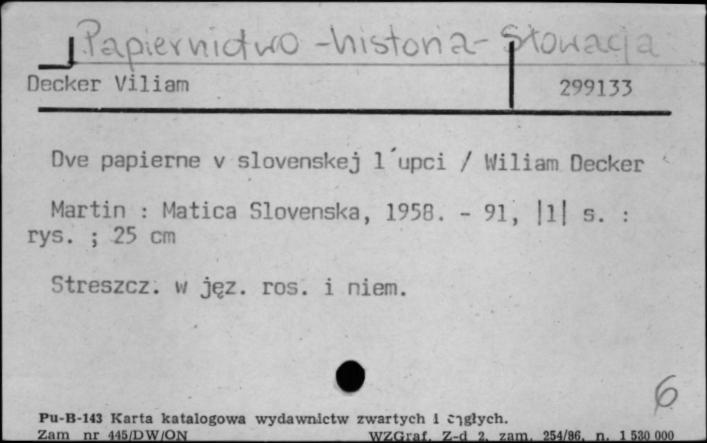 Papiernictwo - historia - Słowacja
Decker Viliam 299133
Dve papierne v slovenskej l´upci / Wiliam Decker
Martin : Matica Slovenska, 1958. - 91, |1| s. :
rys. ; 25 cm
Streszcz. w jęz. ros. i niem.
6
Pu-B-143 Karta katalogowa wydawnictw zwartych i ciągłych.
Zam nr 445/DW/ON WZGraf. Z-d 2, zam. 254/86, n. 1 530 000